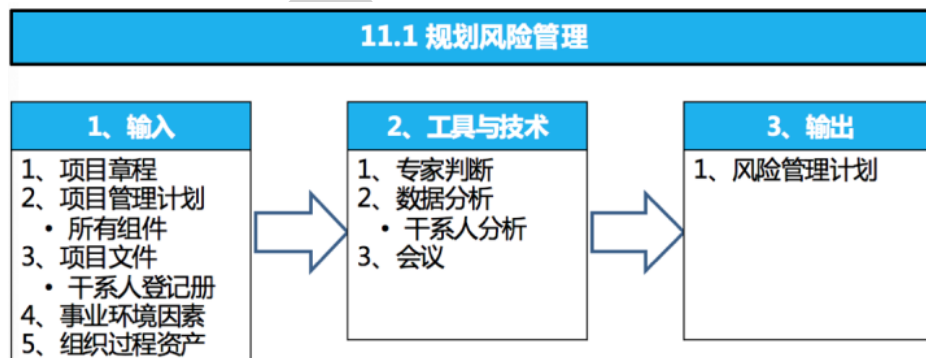 11.1 规划风险管理
1、输入
1、项目章程
2、项目管理计划
• 所有组件
3、项目文件
• 干系人登记册
4、事业环境因素
5、组织过程资产
2、工具与技术
1、专家判断
2、数据分析
• 干系人分析
3、会议
3、输出
1、风险管理计划